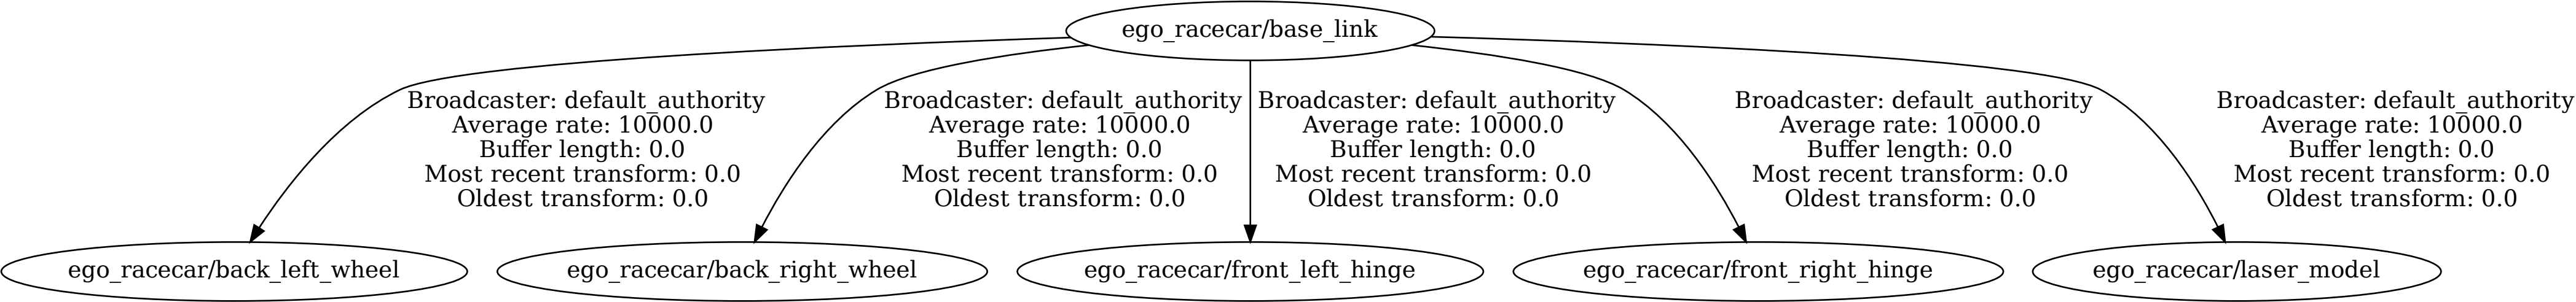 ego_racecar/base_link
Broadcaster: default_authority
Average rate: 10000.0
Buffer length: 0.0
Most recent transform: 0.0
Oldest transform: 0.0
Broadcaster: default_authority
Average rate: 10000.0
Buffer length: 0.0
Most recent transform: 0.0
Oldest transform: 0.0
Broadcaster: default_authority
Average rate: 10000.0
Buffer length: 0.0
Most recent transform: 0.0
Oldest transform: 0.0
Broadcaster: default_authority
Average rate: 10000.0
Buffer length: 0.0
Most recent transform: 0.0
Oldest transform: 0.0
Broadcaster: default_authority
Average rate: 10000.0
Buffer length: 0.0
Most recent transform: 0.0
Oldest transform: 0.0
ego_racecar/back_left_wheel
ego_racecar/back_right_wheel
ego_racecar/front_left_hinge
ego_racecar/front_right_hinge
ego_racecar/laser_model